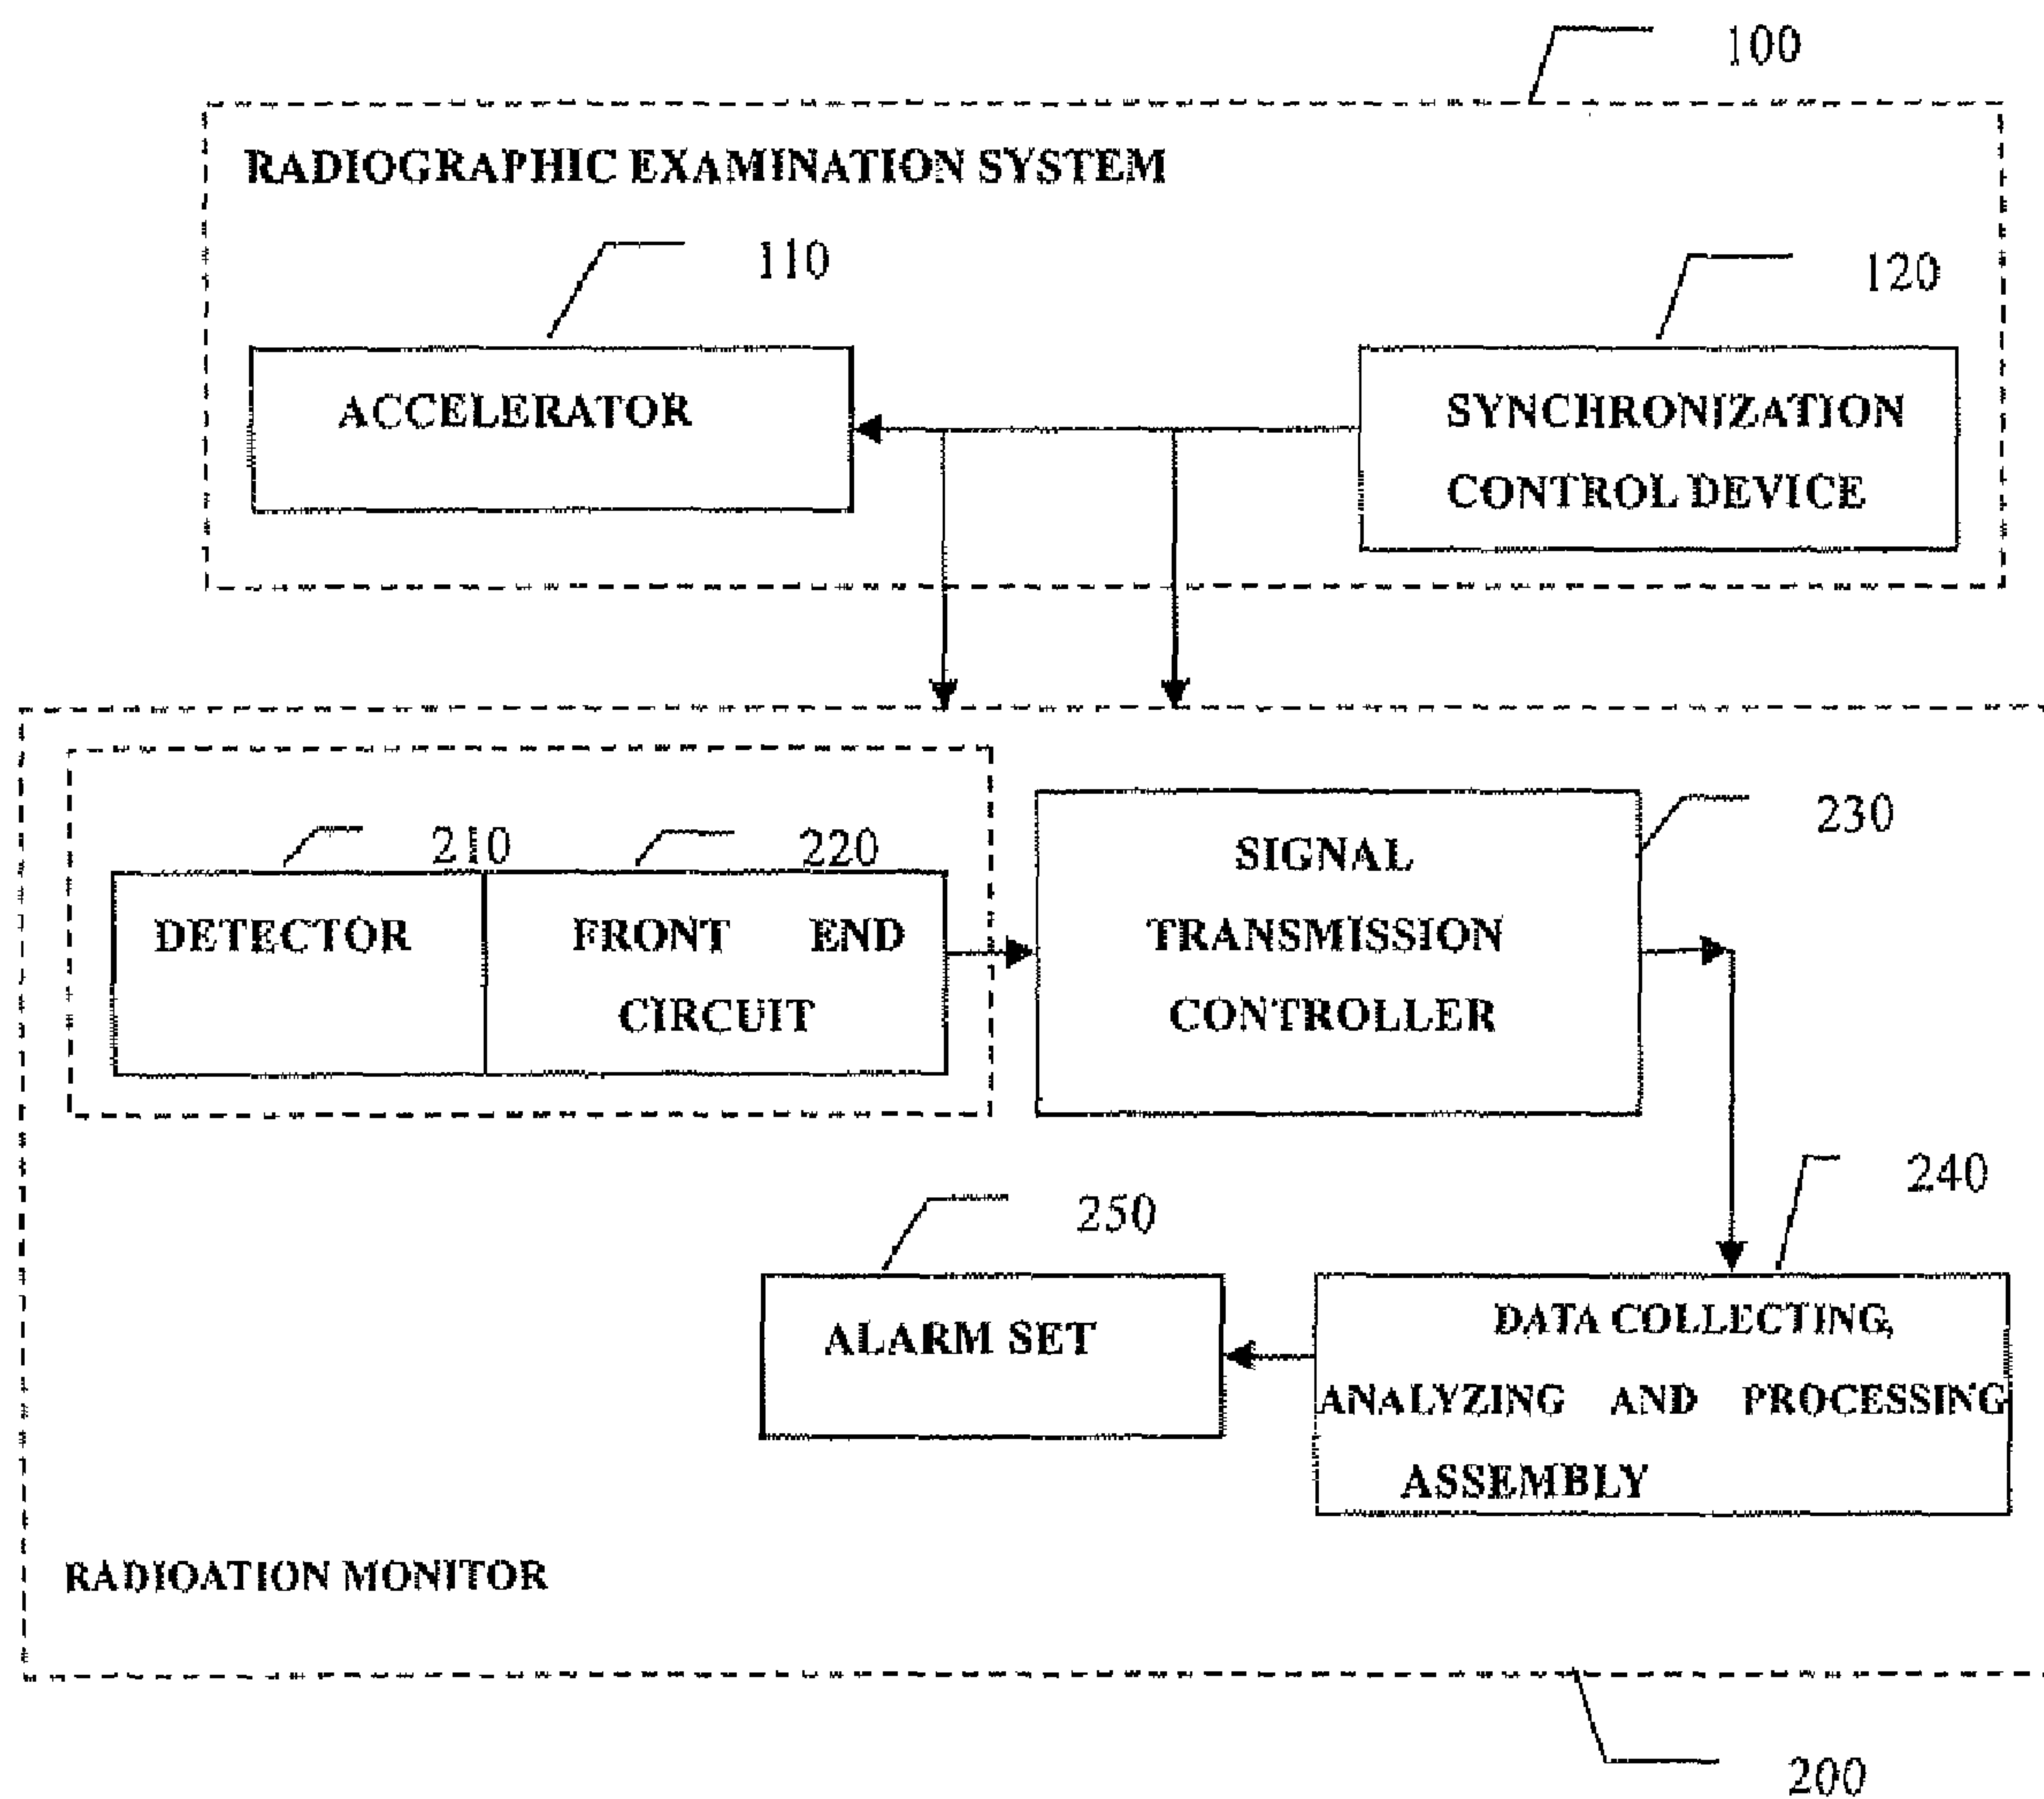 100
RADIOGRAPHIC EXAMINATION SYSTEM
110
120
ACCELERATOR
SYNCHRONIZATION
CONTROL DEVICE
210
220
230
DETECTOR
FRONT END
CIRCUIT
SIGNAL
TRANSMISSION
CONTROLLER
240
250
ALARM SET
DATA COLLECTING,
ANALYZING AND PROCESSING
ASSEMBLY
RADIOATION MONITOR
200